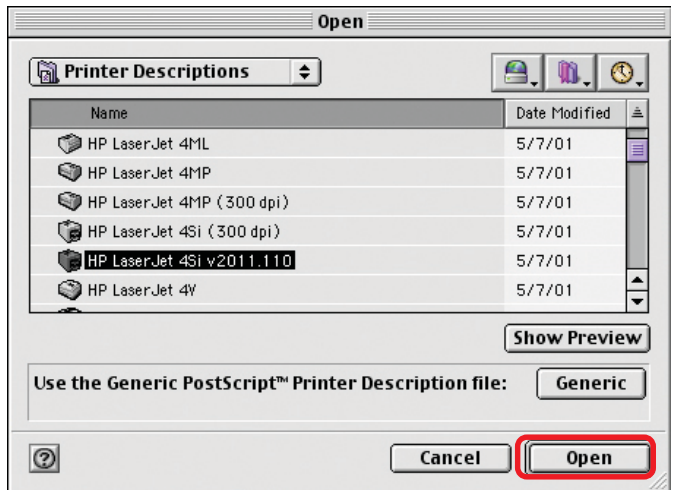 Open
Printer Descriptions
Name Date Modified
HP LaserJet 4ML 5/7/01
HP LaserJet 4MP 5/7/01
HP LaserJet 4MP (300 dpi) 5/7/01
HP LaserJet 4Si (300 dpi) 5/7/01
HP LaserJet 4Si v2011.110 5/7/01
HP LaserJet 4V 5/7/01
Show Preview
Use the Generic PostScript™ Printer Description file: Generic
? Cancel Open